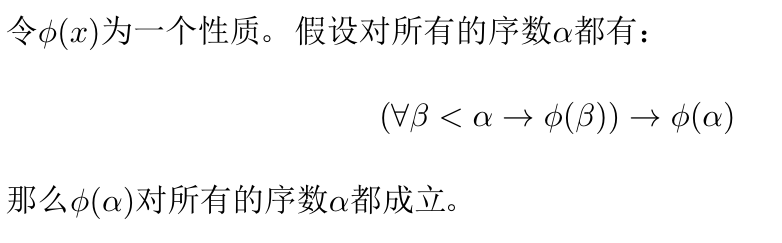 令ϕ(x)为一个性质。假设对所有的序数α都有：
(∀β < α → ϕ(β)) → ϕ(α)
那么ϕ(α)对所有的序数α都成立。